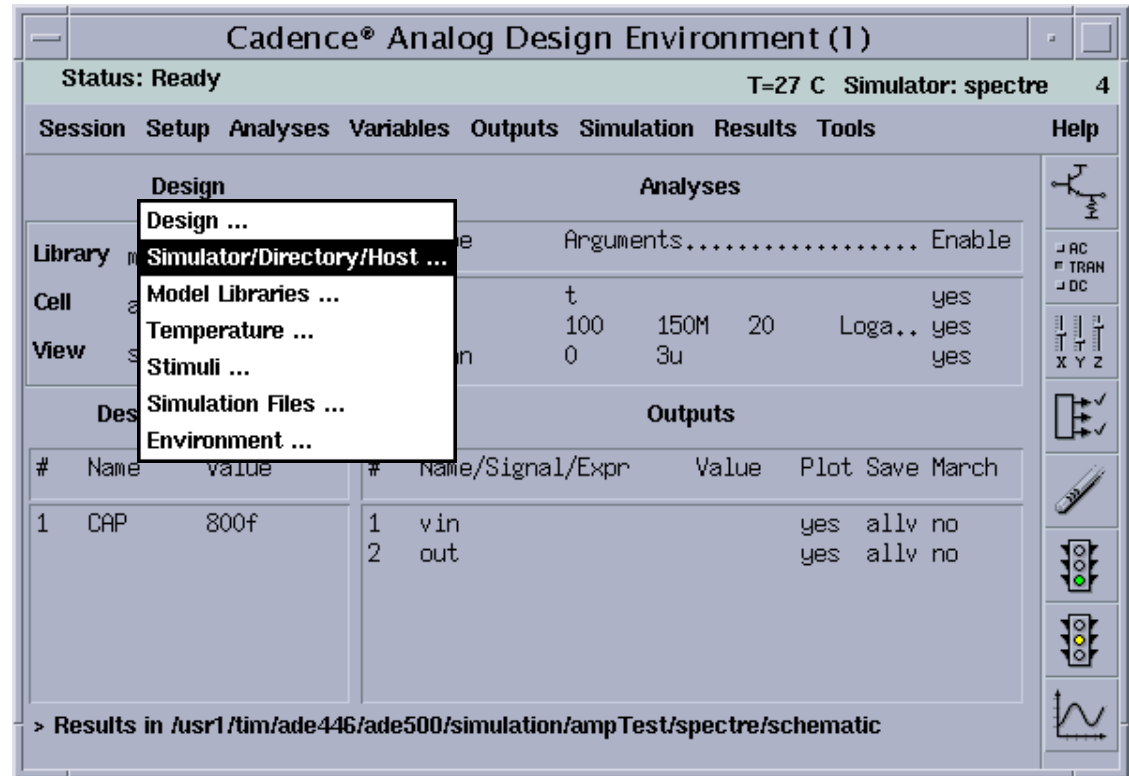 Cadence® Analog Design Environment (1)
Status: Ready T=27 C Simulator: spectre 4
Session Setup Analyses Variables Outputs Simulation Results Tools Help
Design Analyses
Design ...
Library Arguments................... Enable
Simulator/Directory/Host ...
AC
TRAN
DC
Cell Model Libraries ... t yes
Temperature ... 100 150M 20 Loga.. yes
View 0 3u yes
X Y Z
Stimuli ...
Simulation Files ... Outputs
Environment ...
# Name Value # Name/Signal/Expr Value Plot Save March
1 CAP 800f 1 vin yes allv no
2 out yes allv no
> Results in /usr1/tim/ade446/ade500/simulation/ampTest/spectre/schematic